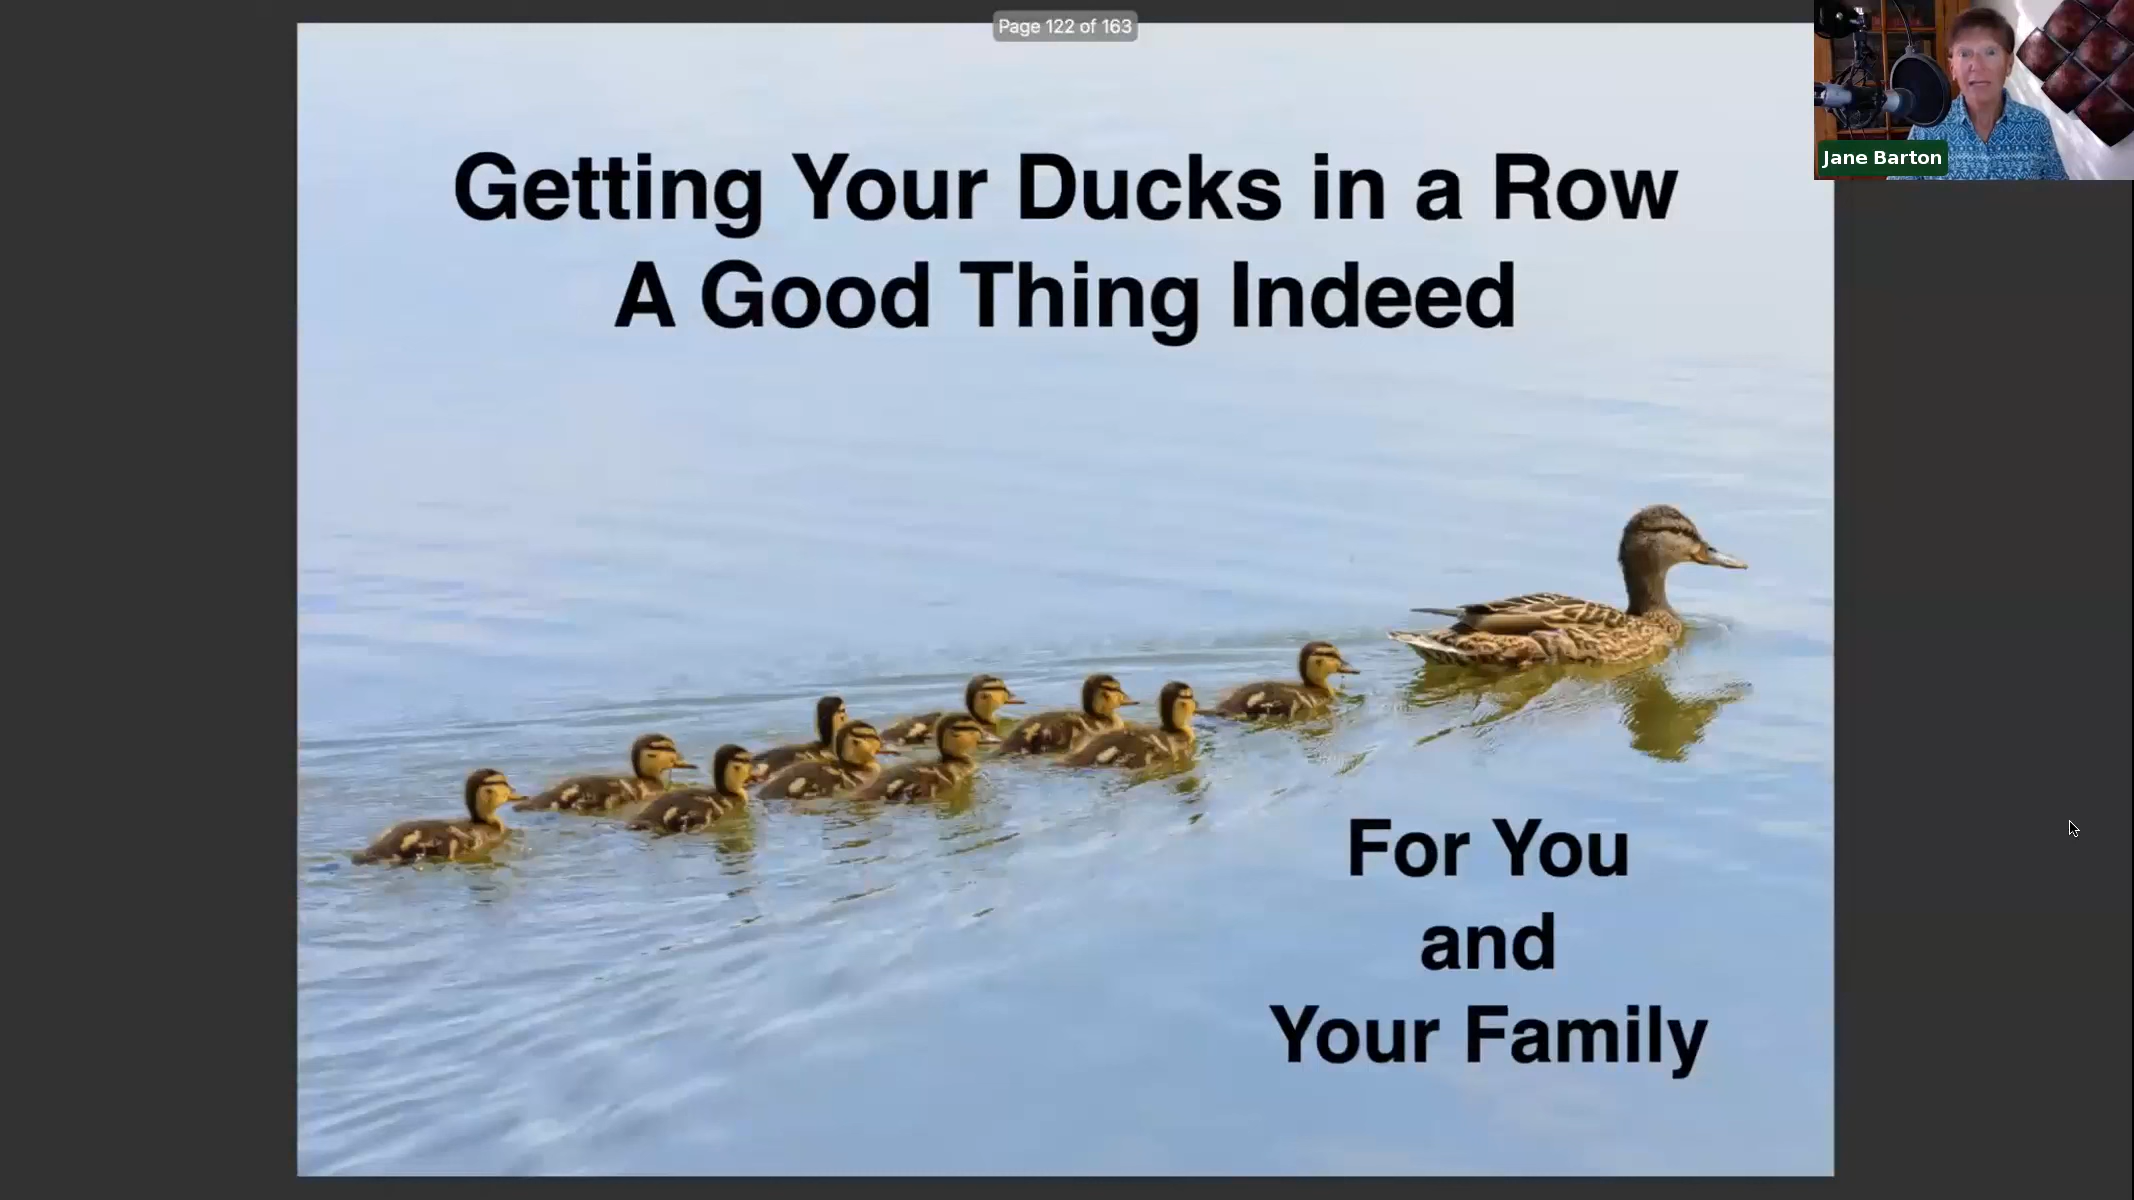 Page 122 of 163
Jane Barton
Getting Your Ducks in a Row
A Good Thing Indeed
For You
and
Your Family